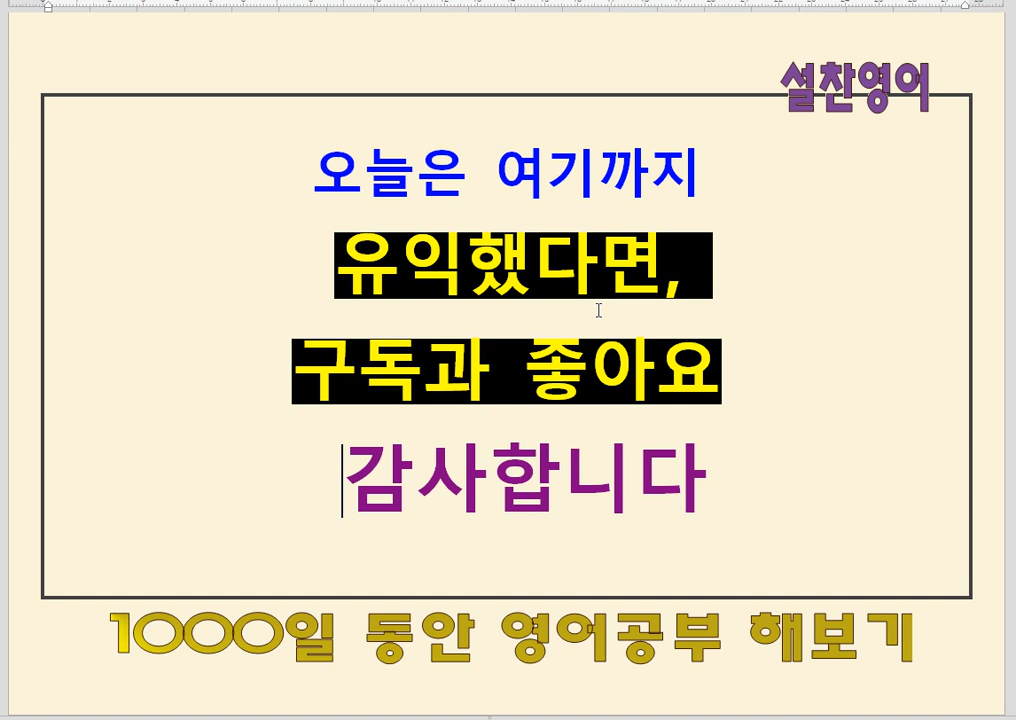 설찬영어
오늘은 여기까지
유익했다면,
구독과 좋아요
감사합니다
1000일 동안 영어공부 해보기